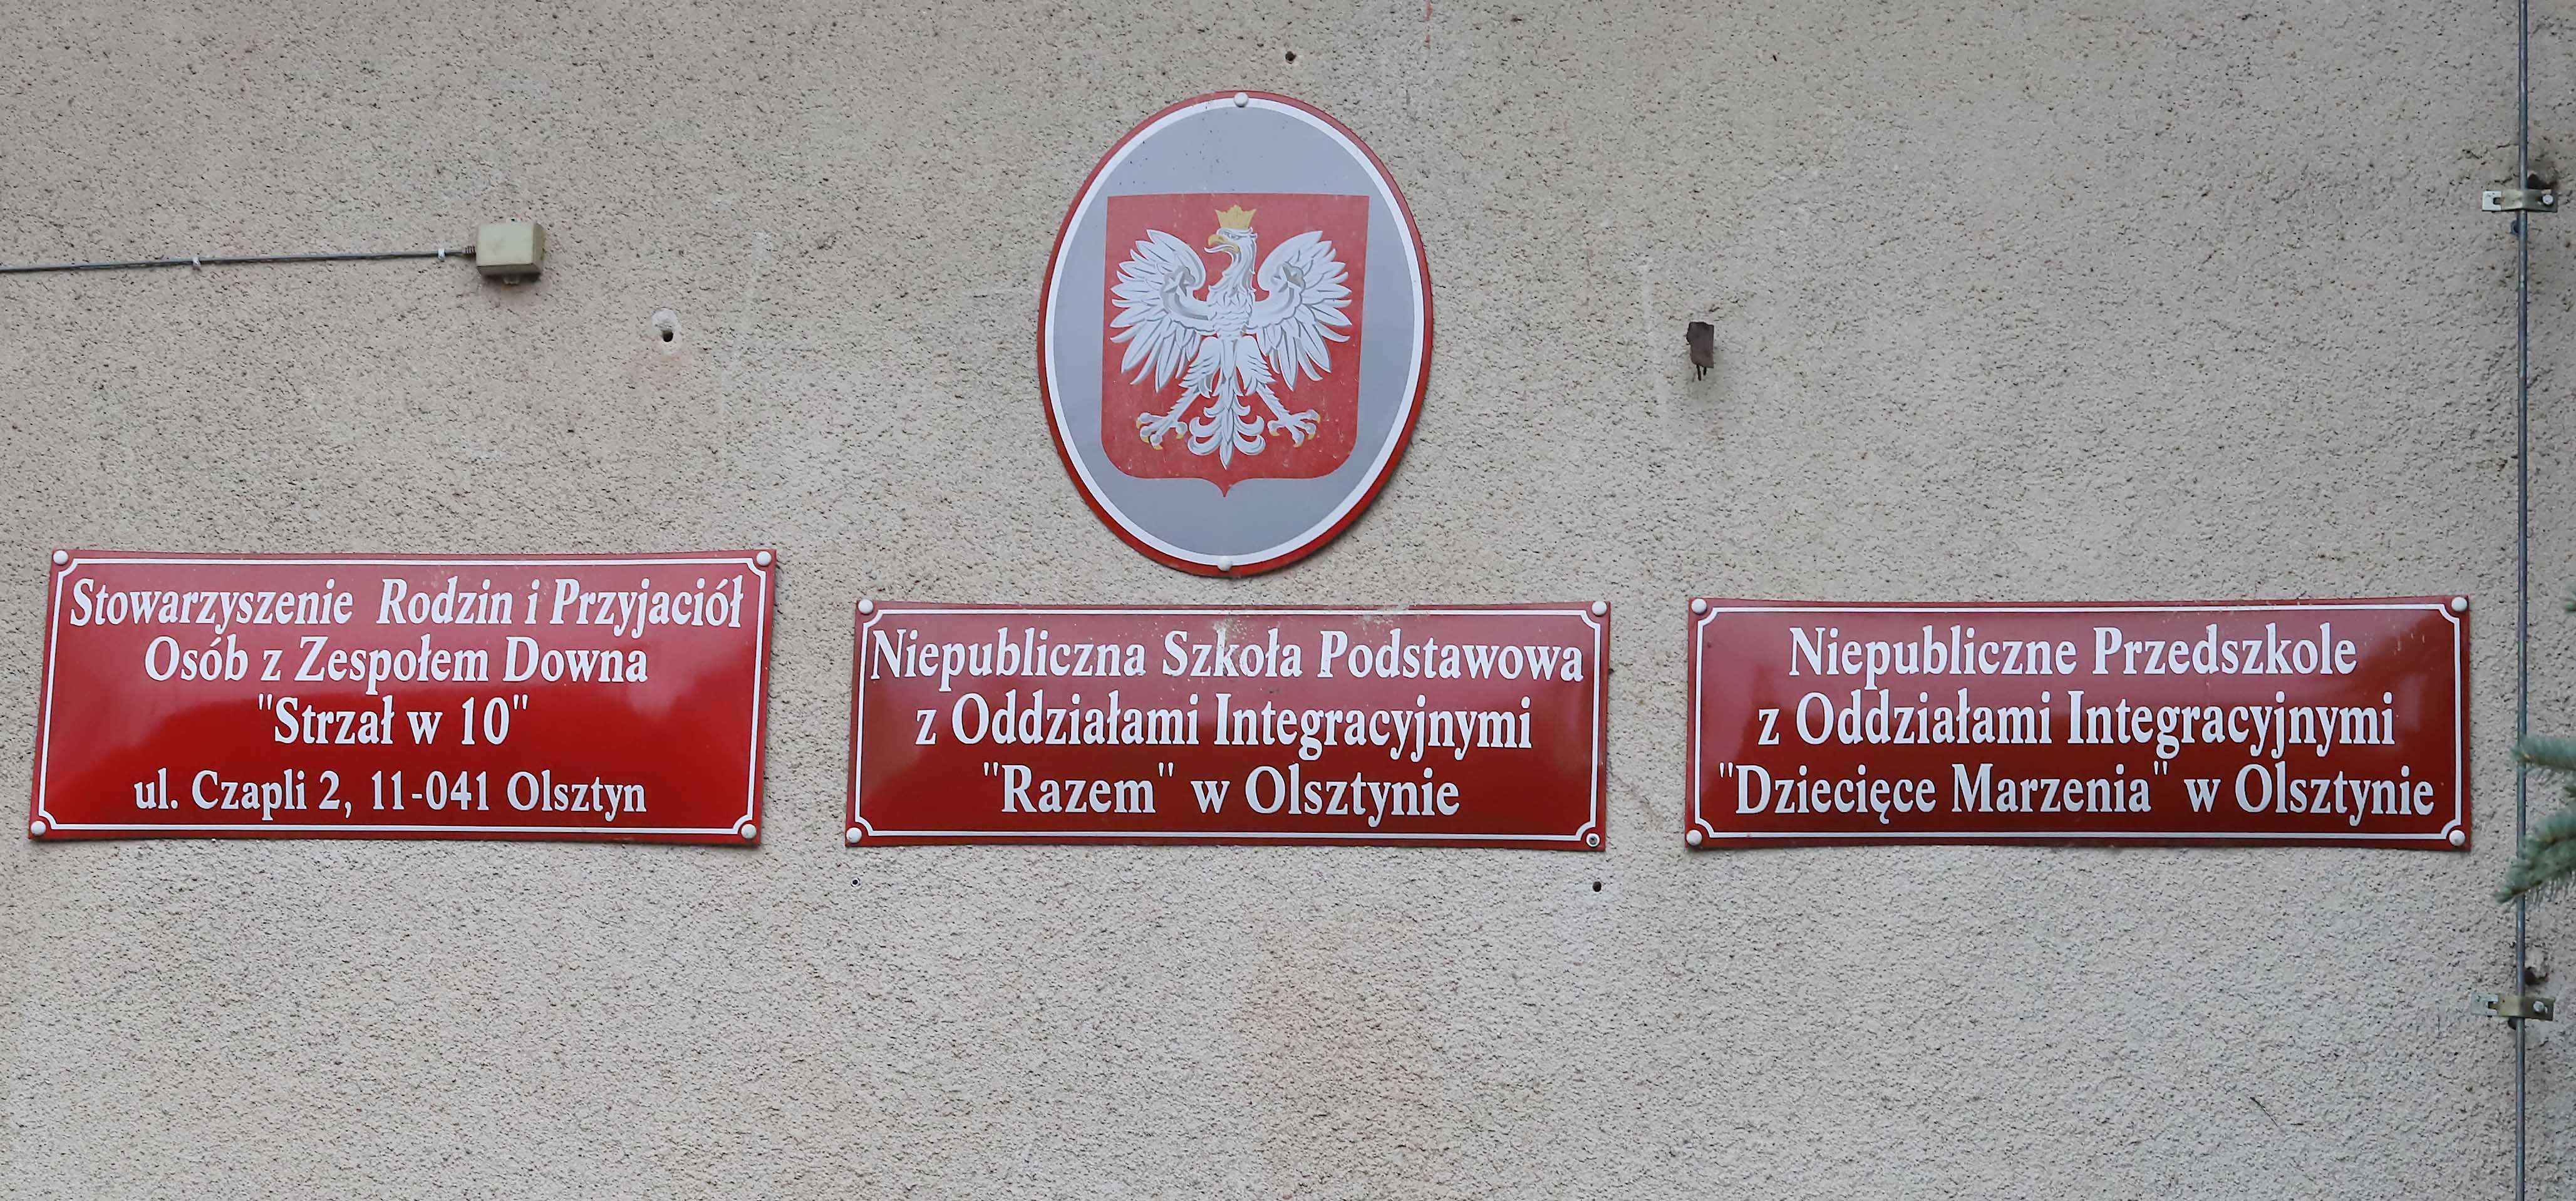 Stowarzyszenie Rodzin i Przyjaciół
Osób z Zespołem Downa
"Strzał w 10"
ul. Czapli 2, 11-041 Olsztyn
Niepubliczna Szkoła Podstawowa
z Oddziałami Integracyjnymi
"Razem" w Olsztynie
Niepubliczne Przedszkole
z Oddziałami Integracyjnymi
"Dziecięce Marzenia" w Olsztynie